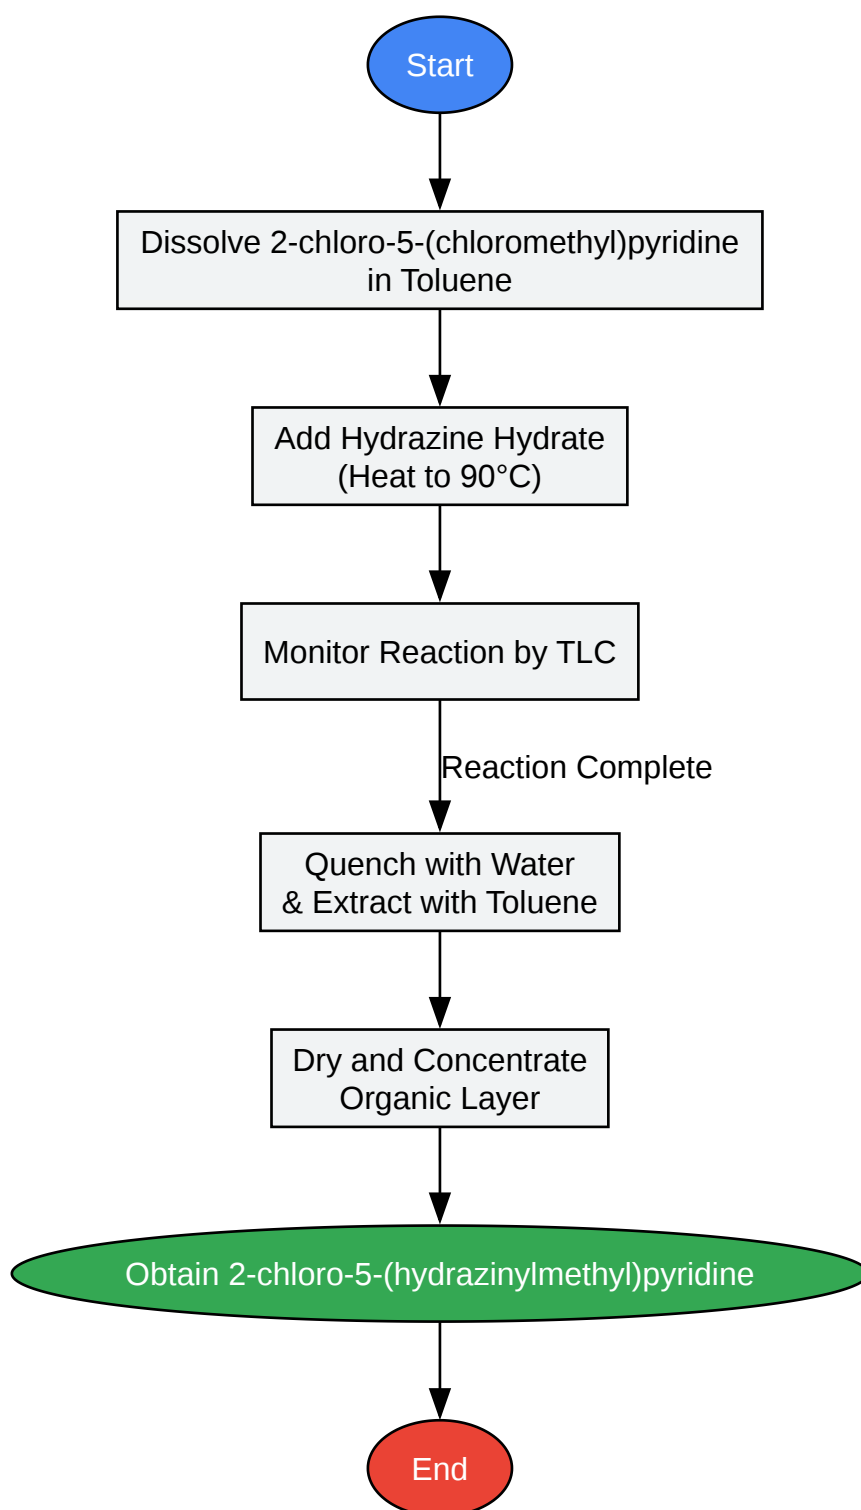 Start
Dissolve 2-chloro-5-(chloromethyl)pyridine
in Toluene
Add Hydrazine Hydrate
(Heat to 90°C)
Monitor Reaction by TLC
Reaction Complete
Quench with Water
& Extract with Toluene
Dry and Concentrate
Organic Layer
Obtain 2-chloro-5-(hydrazinylmethyl)pyridine
End